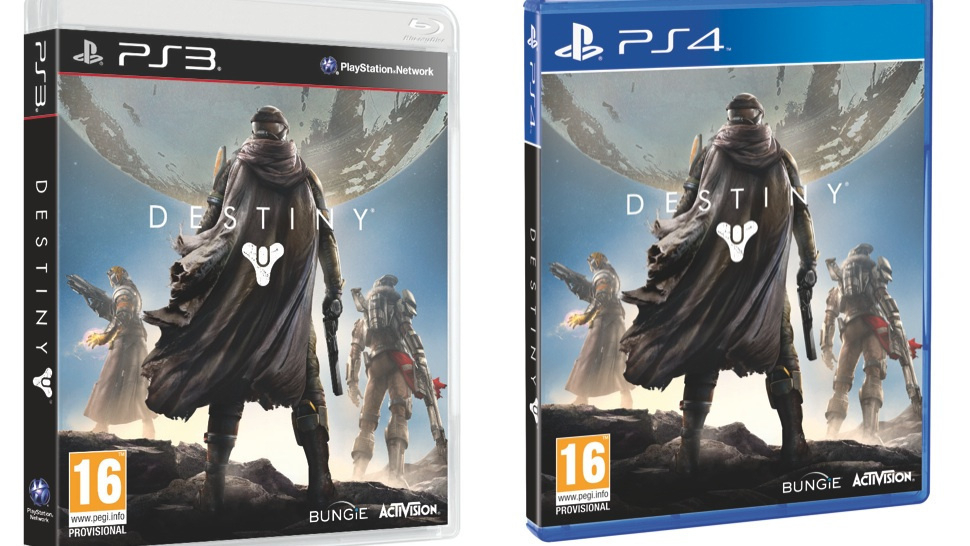 PS3
DESTINY
PlayStation®
Network
PS3
PlayStation®Network
DESTINY
16
www.pegi.info
PROVISIONAL
BUNGiE ACTIVISION
PS4
DESTINY
PS4
DESTINY
16
www.pegi.info
PROVISIONAL
BUNGiE ACTIVISION